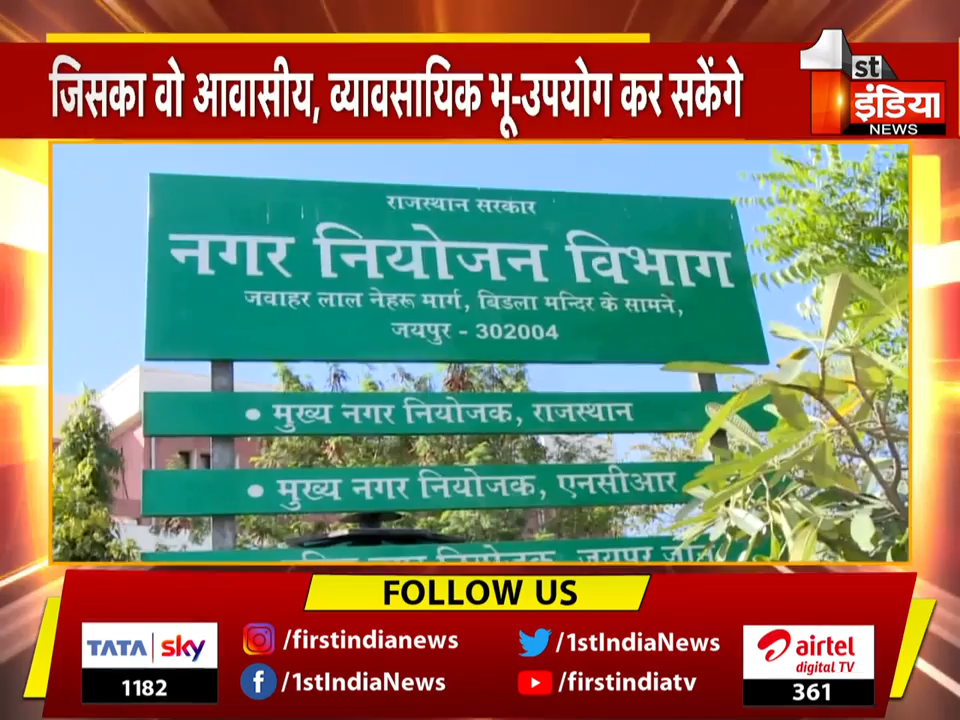 जिसका वो आवासीय, व्यावसायिक भू-उपयोग कर सकेंगे
1st
इंडिया
NEWS
राजस्थान सरकार
नगर नियोजन विभाग
जवाहर लाल नेहरू मार्ग, बिडला मन्दिर के सामने,
जयपुर - 302004
• मुख्य नगर नियोजक, राजस्थान
• मुख्य नगर नियोजक, एनसीआर
नियोजक, जयपुर
FOLLOW US
TATA sky
1182
/firstindianews
/1stIndiaNews
/1stIndiaNews
/firstindiatv
airtel
digital TV
361